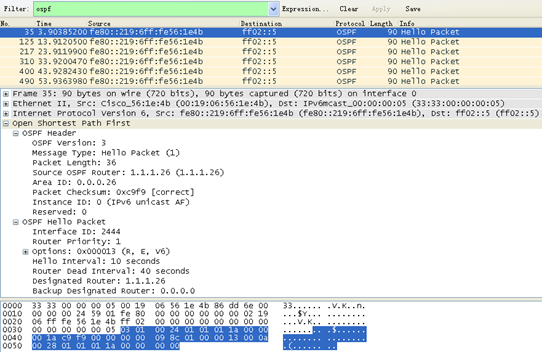 Filter: ospf Expression... Clear Apply Save
No. Time Source Destination Protocol Length Info
35 3.90385200 fe80::219:6ff:fe56:1e4b ff02::5 OSPF 90 Hello Packet
125 13.9120500 fe80::219:6ff:fe56:1e4b ff02::5 OSPF 90 Hello Packet
217 23.9119900 fe80::219:6ff:fe56:1e4b ff02::5 OSPF 90 Hello Packet
310 33.9200470 fe80::219:6ff:fe56:1e4b ff02::5 OSPF 90 Hello Packet
400 43.9282430 fe80::219:6ff:fe56:1e4b ff02::5 OSPF 90 Hello Packet
490 53.9363980 fe80::219:6ff:fe56:1e4b ff02::5 OSPF 90 Hello Packet
Frame 35: 90 bytes on wire (720 bits), 90 bytes captured (720 bits) on interface 0
Ethernet II, Src: Cisco_56:1e:4b (00:19:06:56:1e:4b), Dst: IPv6mcast_00:00:00:05 (33:33:00:00:00:05)
Internet Protocol Version 6, Src: fe80::219:6ff:fe56:1e4b (fe80::219:6ff:fe56:1e4b), Dst: ff02::5 (ff02::5)
Open Shortest Path First
OSPF Header
OSPF Version: 3
Message Type: Hello Packet (1)
Packet Length: 36
Source OSPF Router: 1.1.1.26 (1.1.1.26)
Area ID: 0.0.0.26
Packet Checksum: 0xc9f9 [correct]
Instance ID: 0 (IPv6 unicast AF)
Reserved: 0
OSPF Hello Packet
Interface ID: 2444
Router Priority: 1
Options: 0x000013 (R, E, V6)
Hello Interval: 10 seconds
Router Dead Interval: 40 seconds
Designated Router: 1.1.1.26
Backup Designated Router: 0.0.0.0
0000 33 33 00 00 00 05 00 19 06 56 1e 4b 86 dd 6e 00 33...... .V.K..n.
0010 00 00 00 24 59 01 fe 80 00 00 00 00 00 00 02 19 ...$Y... ........
0020 06 ff fe 56 1e 4b ff 02 00 00 00 00 00 00 00 00 ...V.K.. ........
0030 00 00 00 00 00 05 03 01 00 24 01 01 01 1a 00 00 ........ .$......
0040 00 1a c9 f9 00 00 00 00 09 8c 01 00 00 13 00 0a ........ ........
0050 00 28 01 01 01 1a 00 00 00 00 .(...... ..